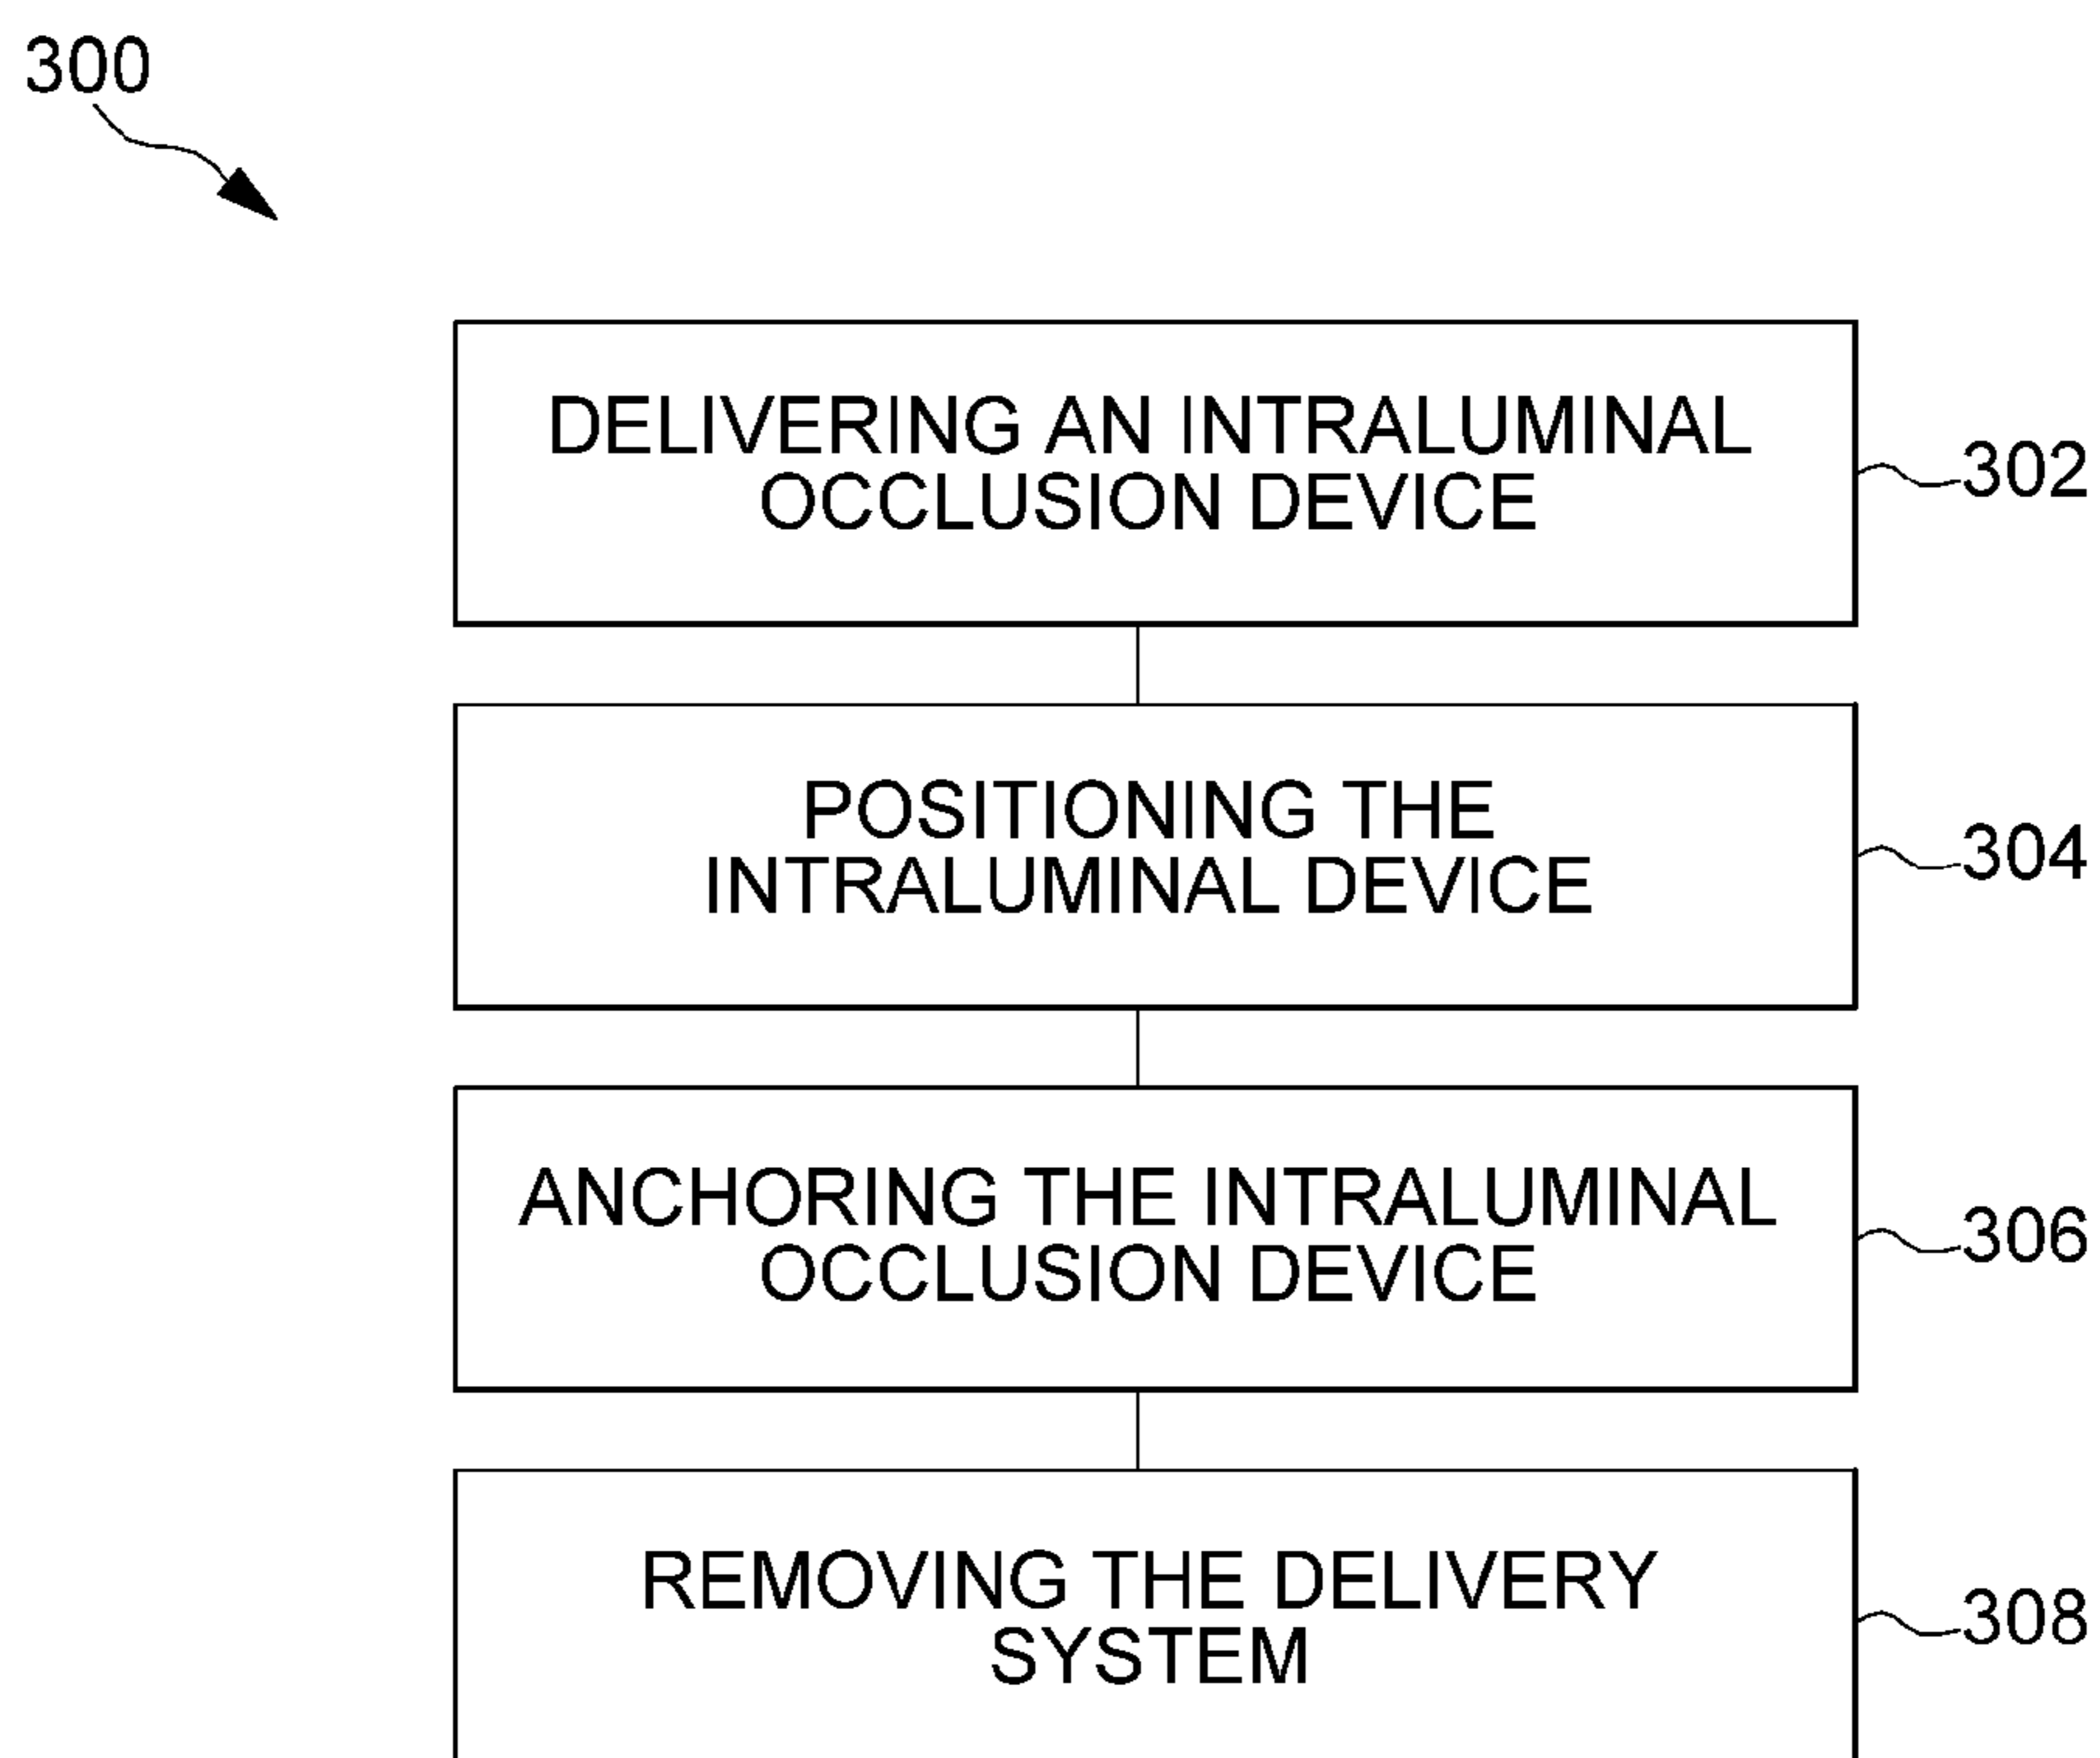 300
DELIVERING AN INTRALUMINAL
OCCLUSION DEVICE
302
POSITIONING THE
INTRALUMINAL DEVICE
304
ANCHORING THE INTRALUMINAL
OCCLUSION DEVICE
306
REMOVING THE DELIVERY
SYSTEM
308